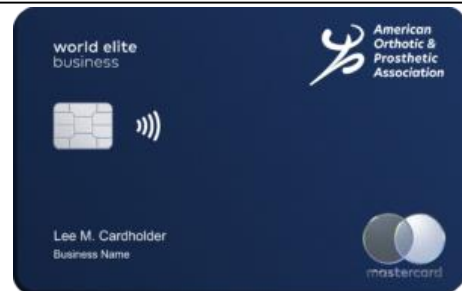 world elite
business
American
Orthotic &
Prosthetic
Association
Lee M. Cardholder
Business Name
mastercard